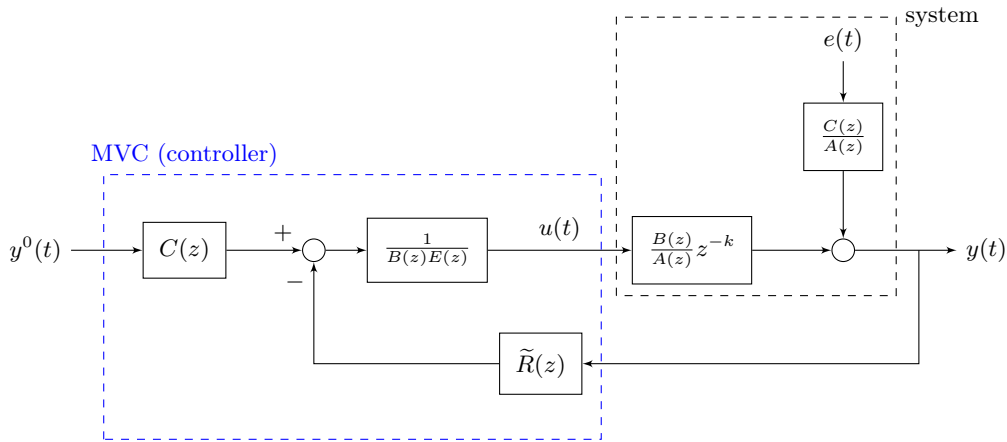 system
e(t)
C(z)
A(z)
MVC (controller)
y⁰(t)
C(z)
+
−
1
B(z)E(z)
u(t)
B(z)
A(z) z⁻ᵏ
y(t)
R̃(z)